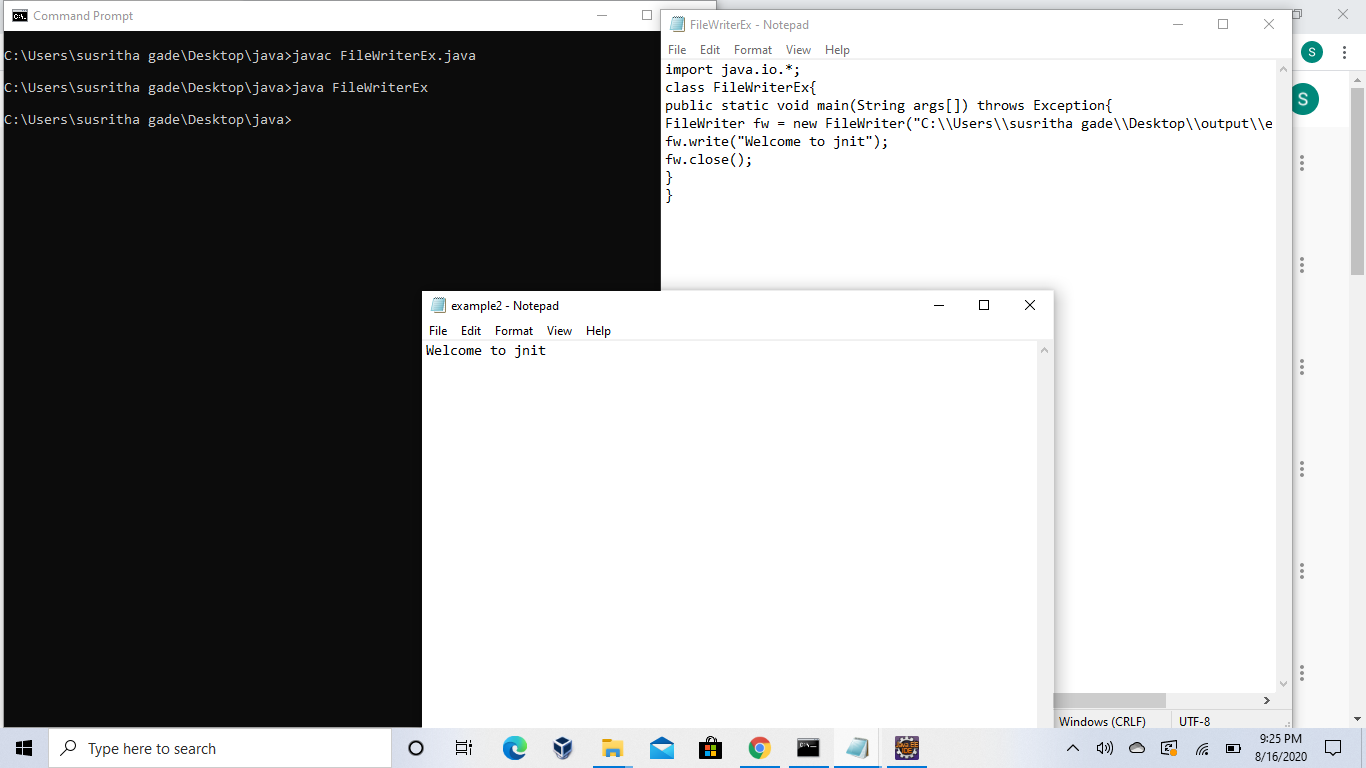 Command Prompt
C:\Users\susritha gade\Desktop\java>javac FileWriterEx.java
C:\Users\susritha gade\Desktop\java>java FileWriterEx
C:\Users\susritha gade\Desktop\java>
FileWriterEx - Notepad
File Edit Format View Help
import java.io.*;
class FileWriterEx{
public static void main(String args[]) throws Exception{
FileWriter fw = new FileWriter("C:\\Users\\susritha gade\\Desktop\\output\\e
fw.write("Welcome to jnit");
fw.close();
}
}
Windows (CRLF) UTF-8
S
S
example2 - Notepad
File Edit Format View Help
Welcome to jnit
Type here to search
9:25 PM
8/16/2020